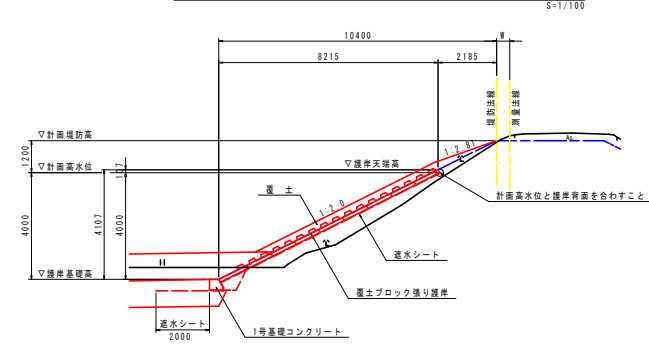 S=1/100
10400
W
8215
2185
堤防法線
測量法線
▽計画堤防高
1200
1:2.81
As
▽計画高水位
107
▽護岸天端高
計画高水位と護岸背面を合わすこと
覆 土
1:2.0
4000
4107
4000
遮水シート
▽護岸基礎高
覆土ブロック張り護岸
遮水シート
2000
1号基礎コンクリート